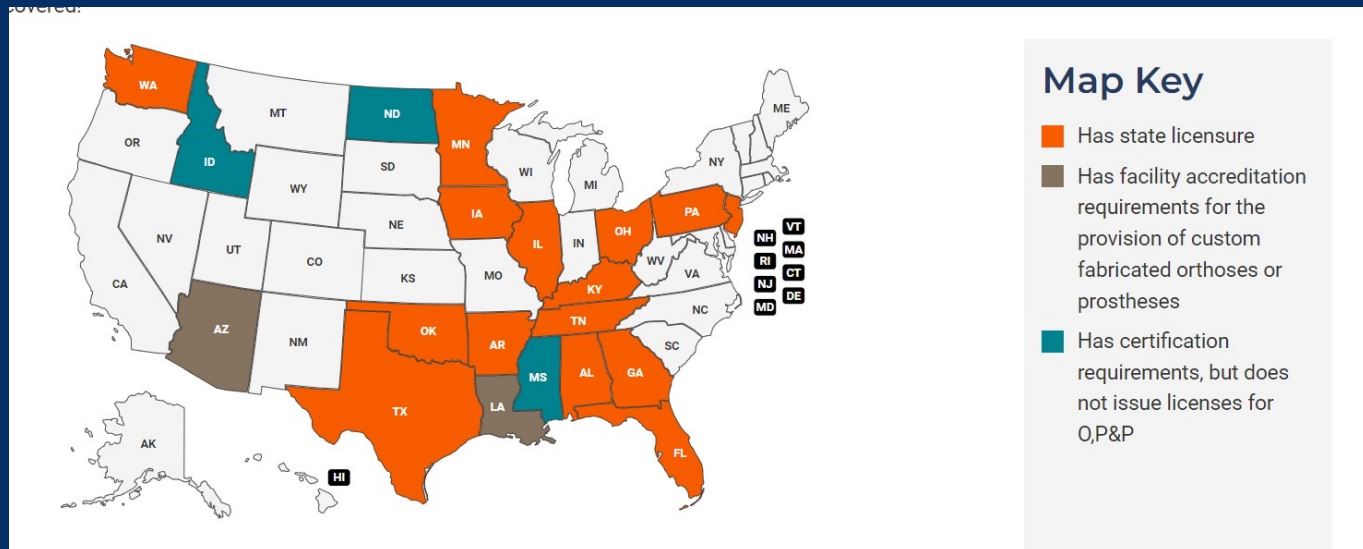 covered!
WA
MT
ND
MN
ME
OR
ID
SD
WI
NY
WY
MI
IA
PA
NE
NV
UT
CO
IL
IN
OH
NH
VT
CA
KS
MO
WV
VA
RI
MA
KY
NJ
CT
MD
DE
AZ
NM
OK
AR
TN
NC
SC
MS
AL
GA
TX
LA
AK
FL
HI
Map Key
Has state licensure
Has facility accreditation
requirements for the
provision of custom
fabricated orthoses or
prostheses
Has certification
requirements, but does
not issue licenses for
O,P&P